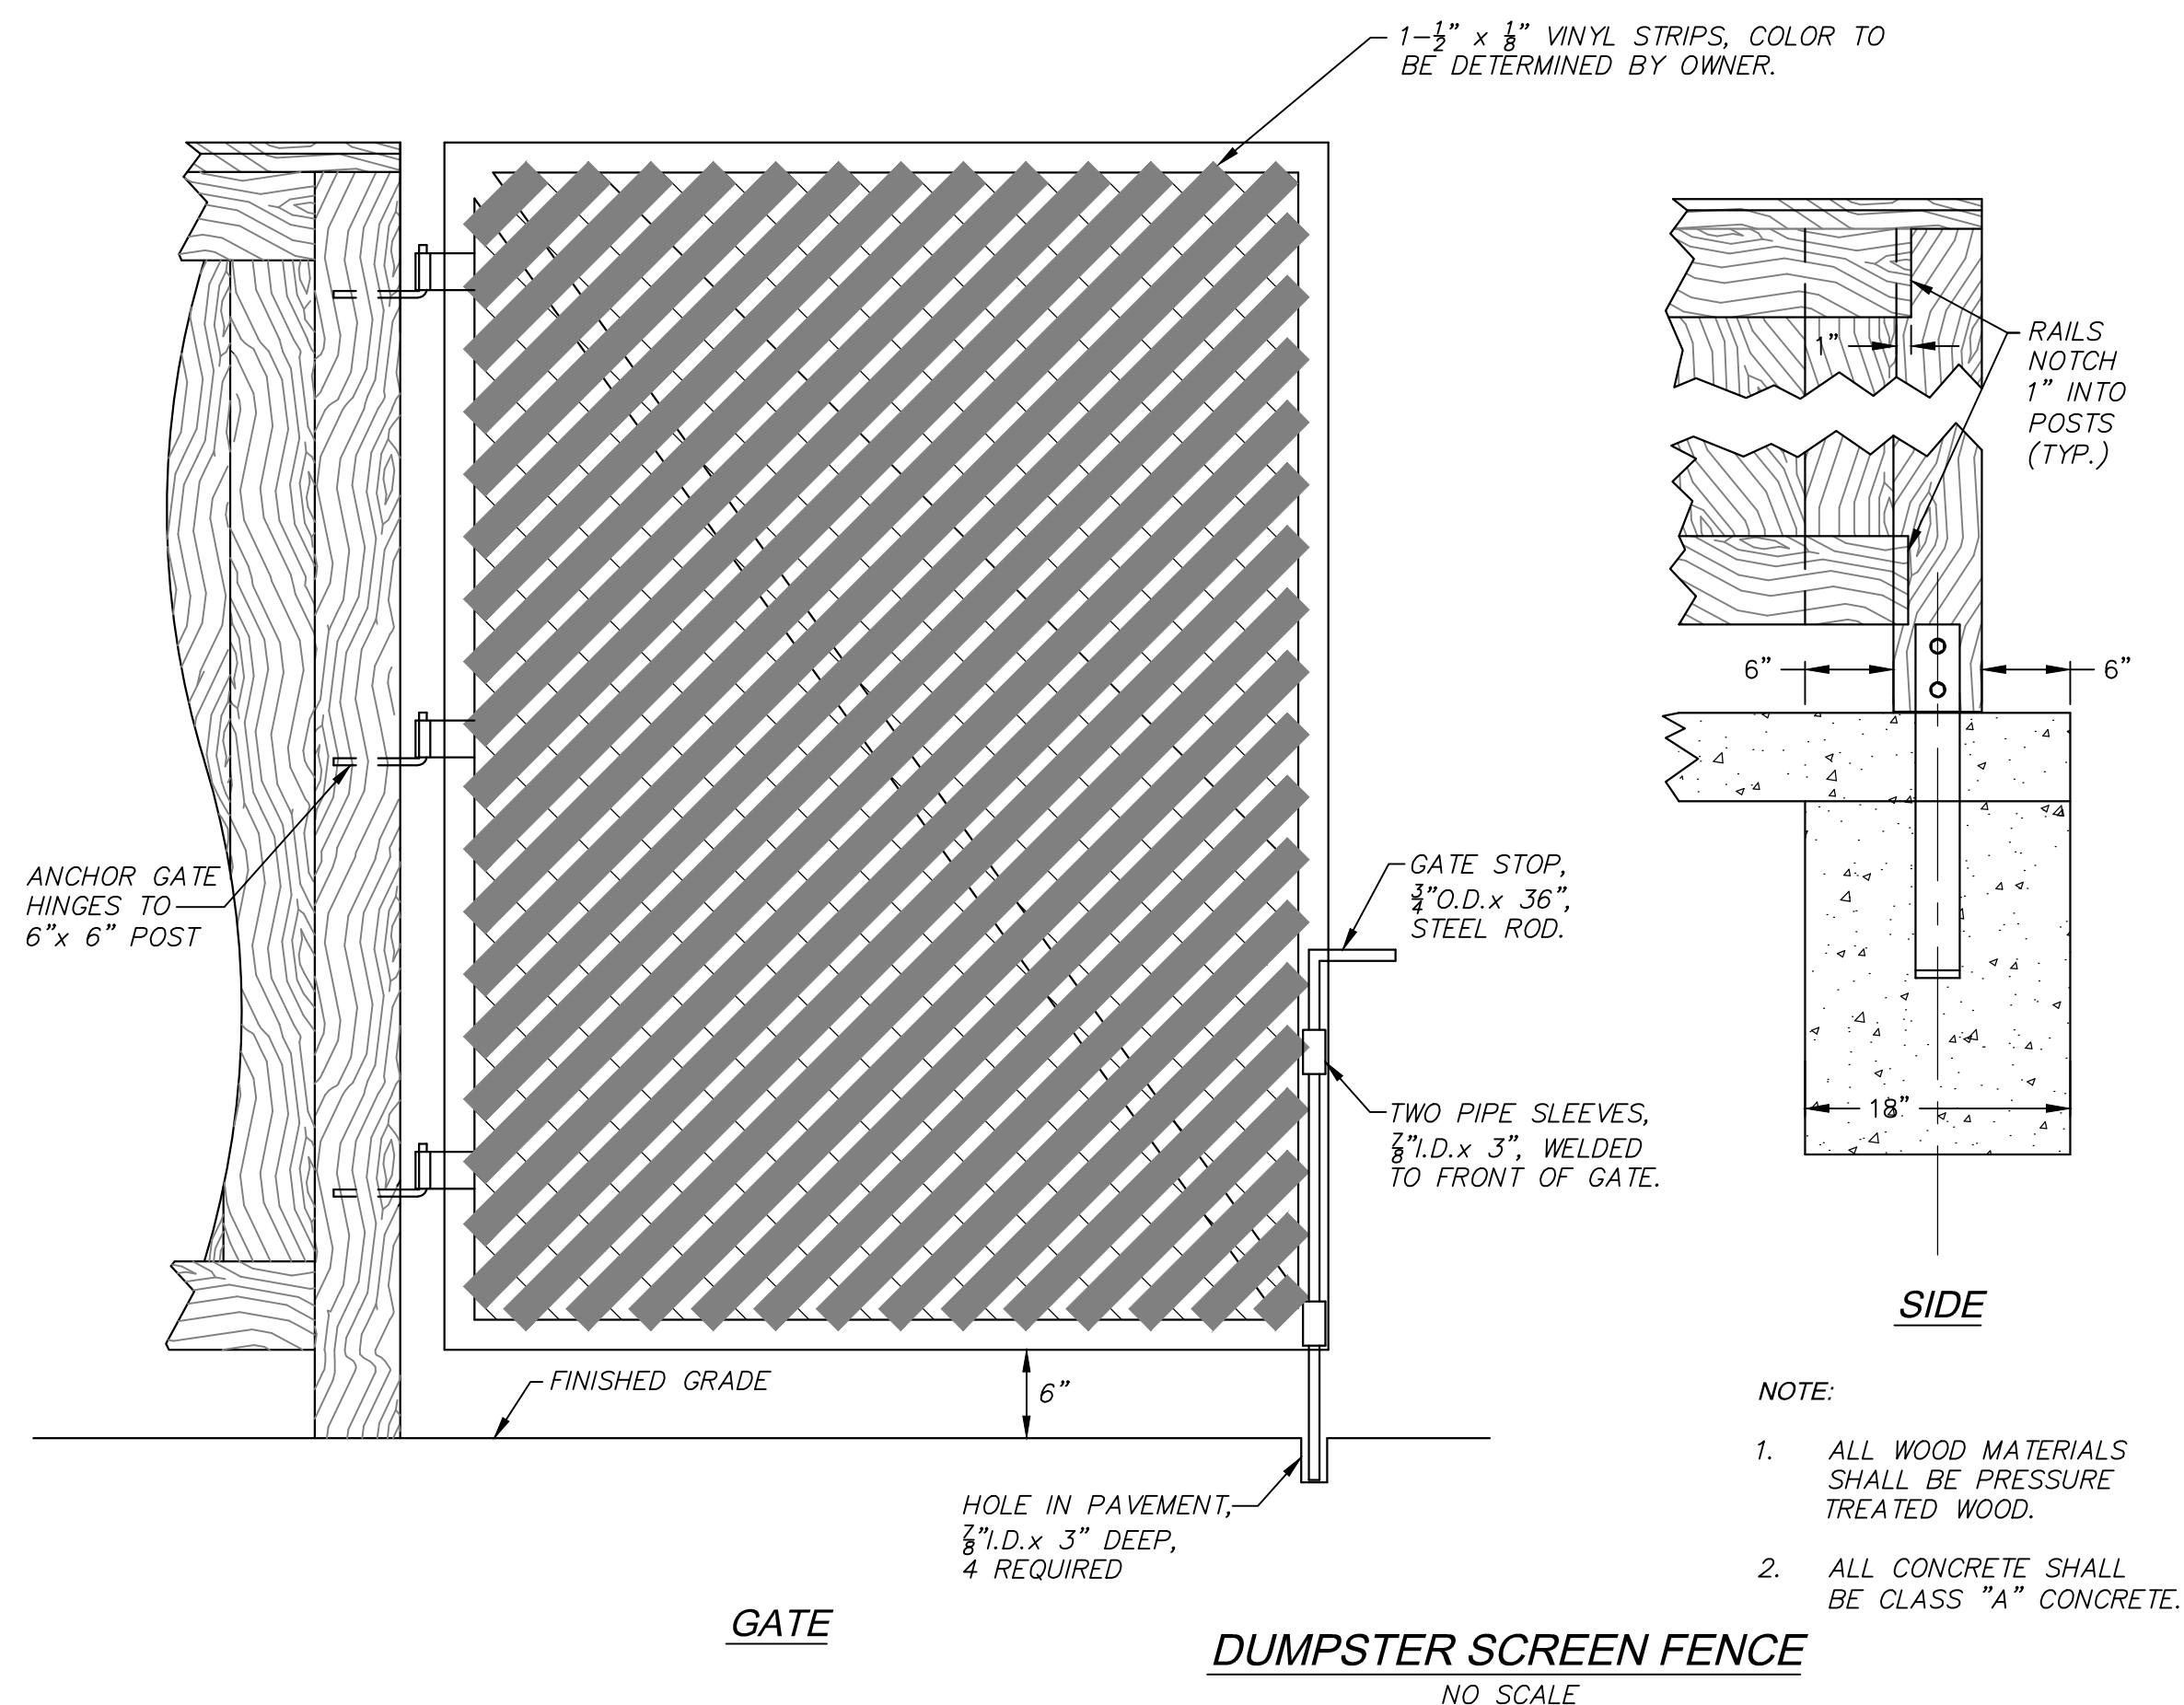 1-1/2" x 1/8" VINYL STRIPS, COLOR TO
BE DETERMINED BY OWNER.
RAILS
NOTCH
1" INTO
POSTS
(TYP.)
1"
6"
6"
ANCHOR GATE
HINGES TO
6"x 6" POST
GATE STOP,
3/4"O.D.x 36",
STEEL ROD.
TWO PIPE SLEEVES,
7/8"I.D.x 3", WELDED
TO FRONT OF GATE.
18"
SIDE
FINISHED GRADE
6"
HOLE IN PAVEMENT,
7/8"I.D.x 3" DEEP,
4 REQUIRED
NOTE:
1. ALL WOOD MATERIALS
SHALL BE PRESSURE
TREATED WOOD.
2. ALL CONCRETE SHALL
BE CLASS "A" CONCRETE.
GATE
DUMPSTER SCREEN FENCE
NO SCALE